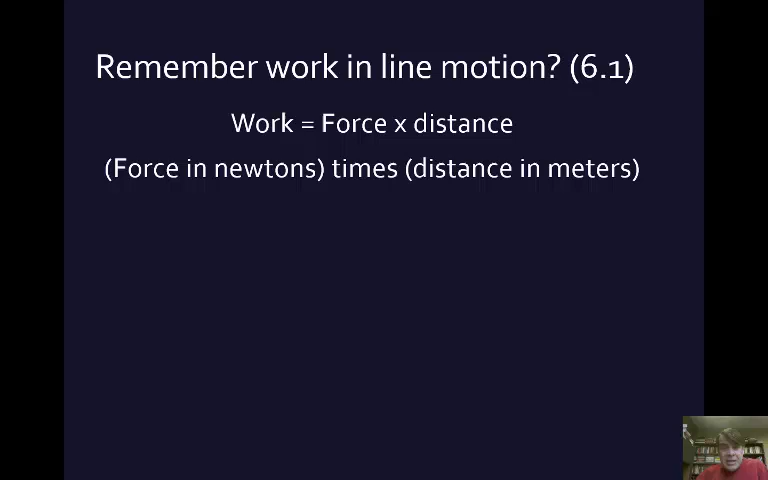 Remember work in line motion? (6.1)
Work = Force x distance
(Force in newtons) times (distance in meters)